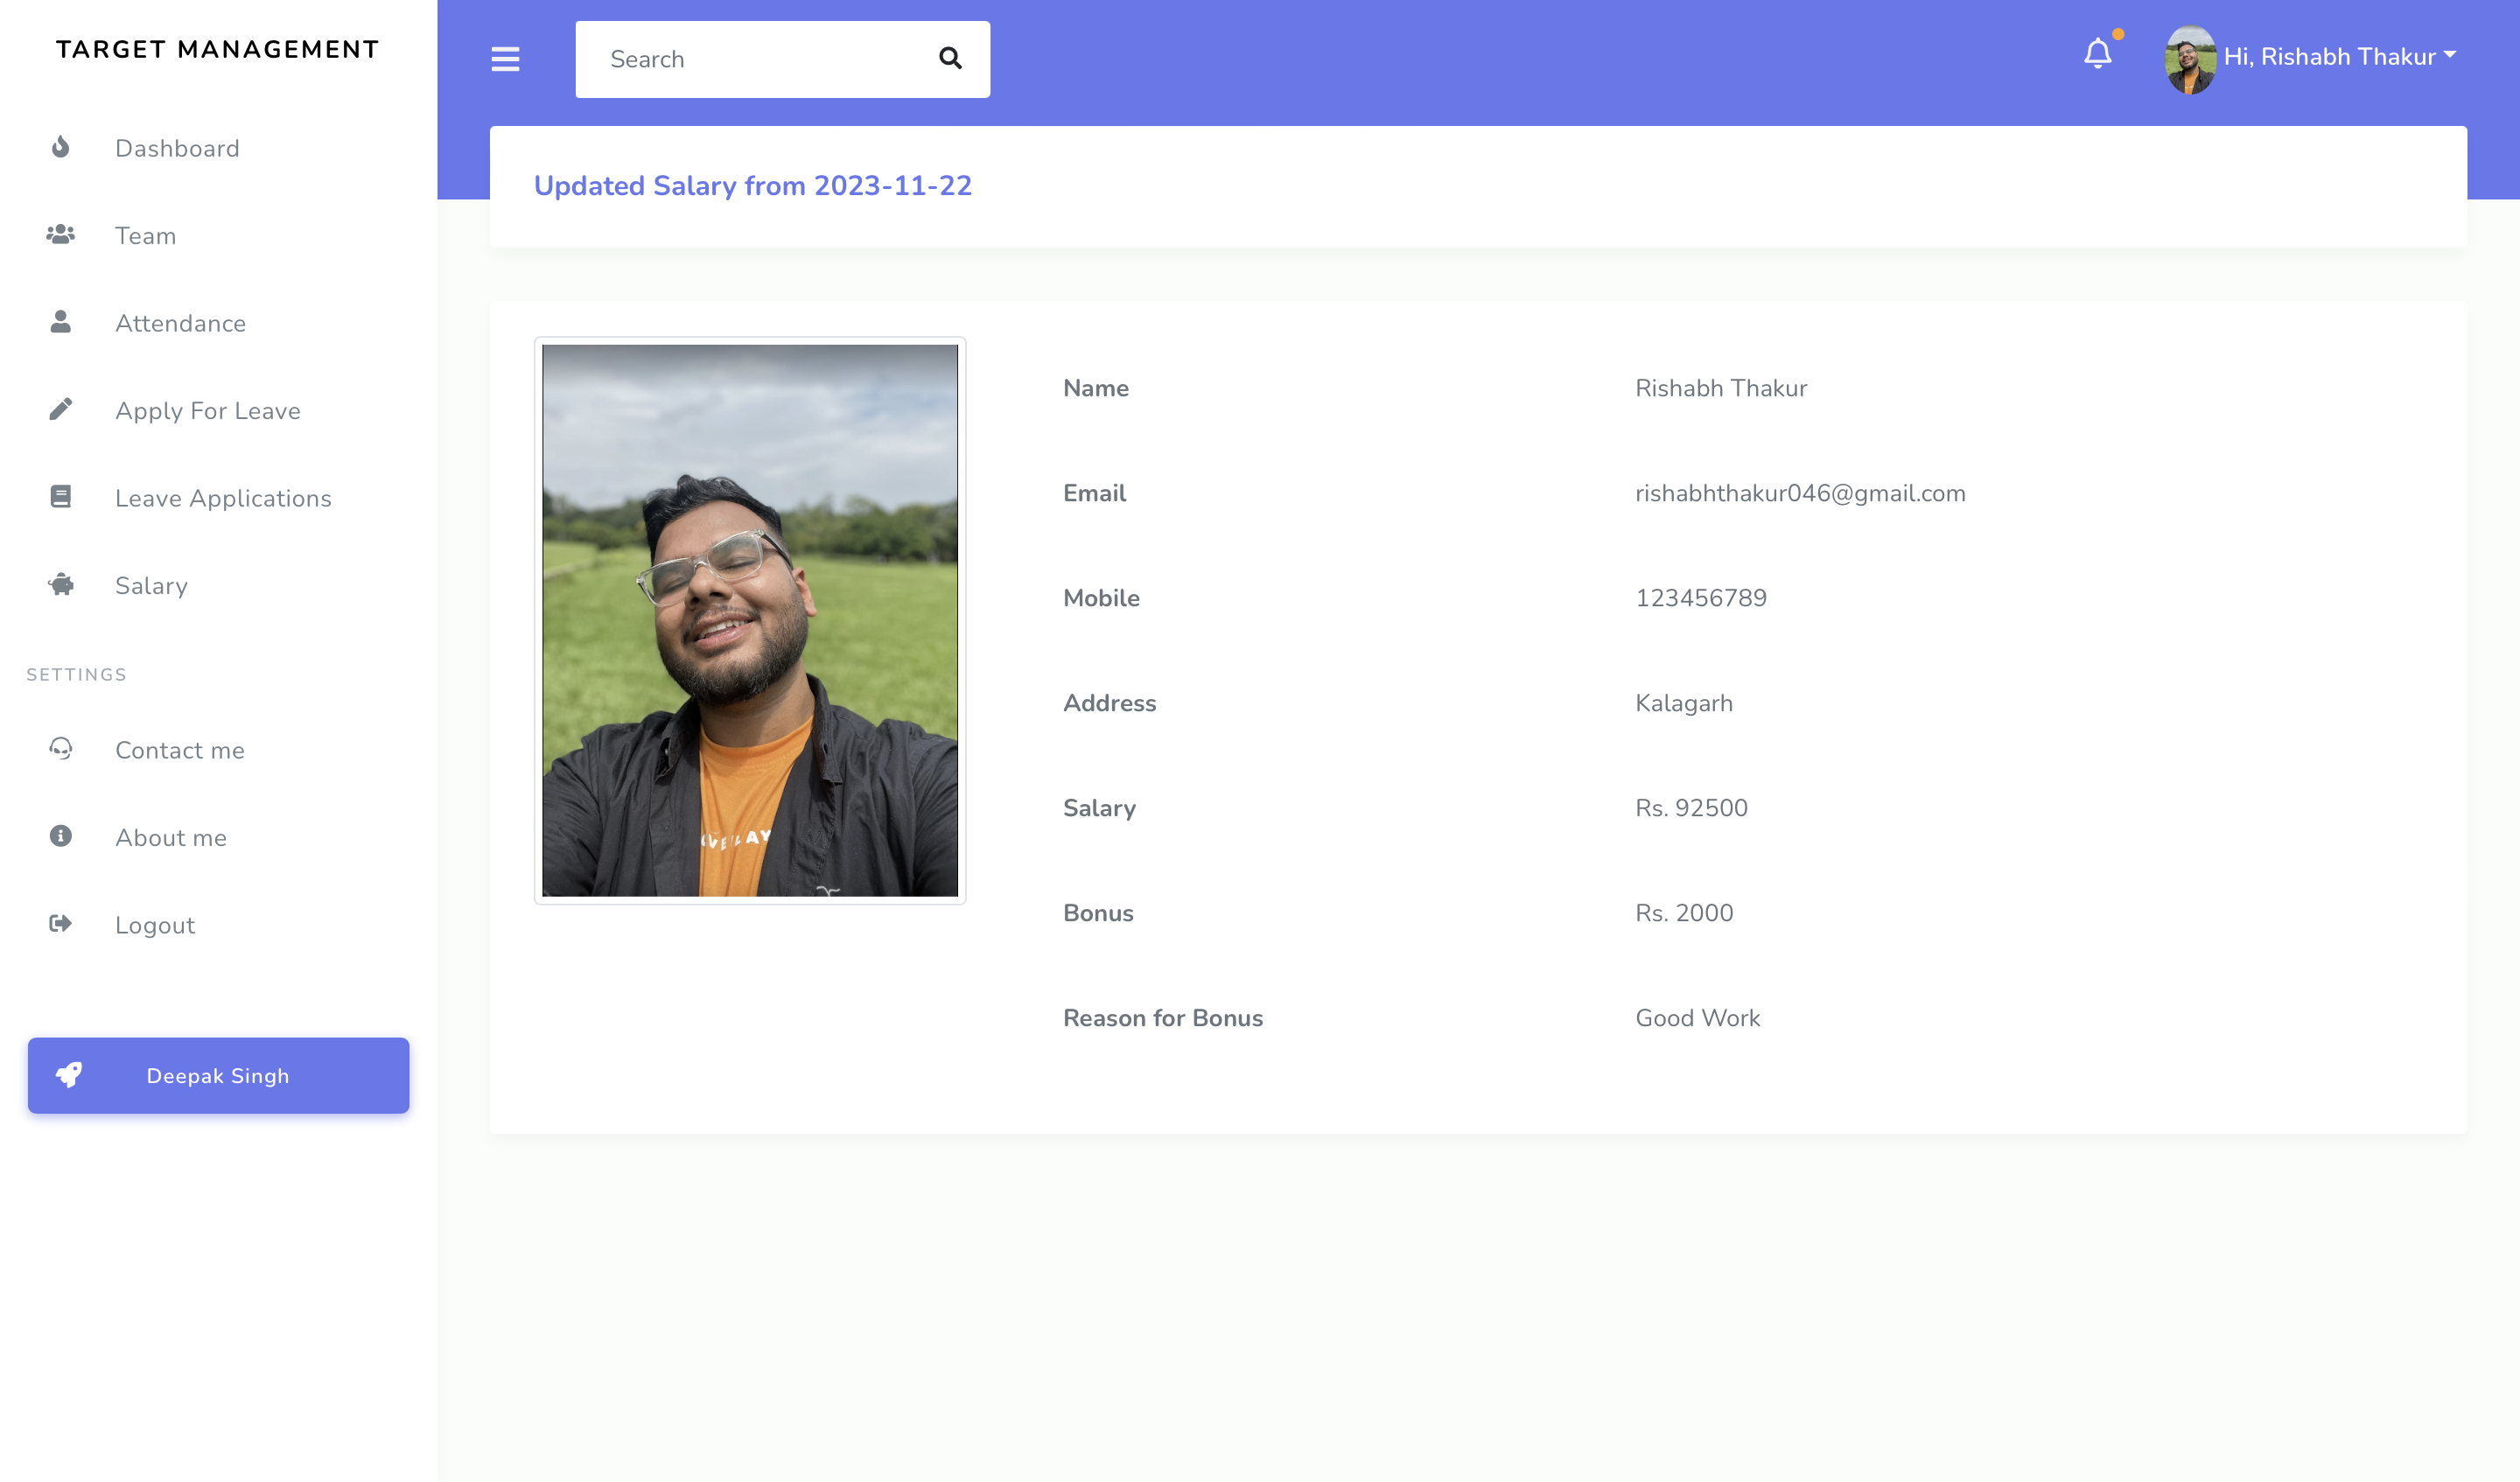 TARGET MANAGEMENT
Dashboard
Team
Attendance
Apply For Leave
Leave Applications
Salary
SETTINGS
Contact me
About me
Logout
Deepak Singh
Search
Hi, Rishabh Thakur
Updated Salary from 2023-11-22
Name Rishabh Thakur
Email rishabhthakur046@gmail.com
Mobile 123456789
Address Kalagarh
Salary Rs. 92500
Bonus Rs. 2000
Reason for Bonus Good Work